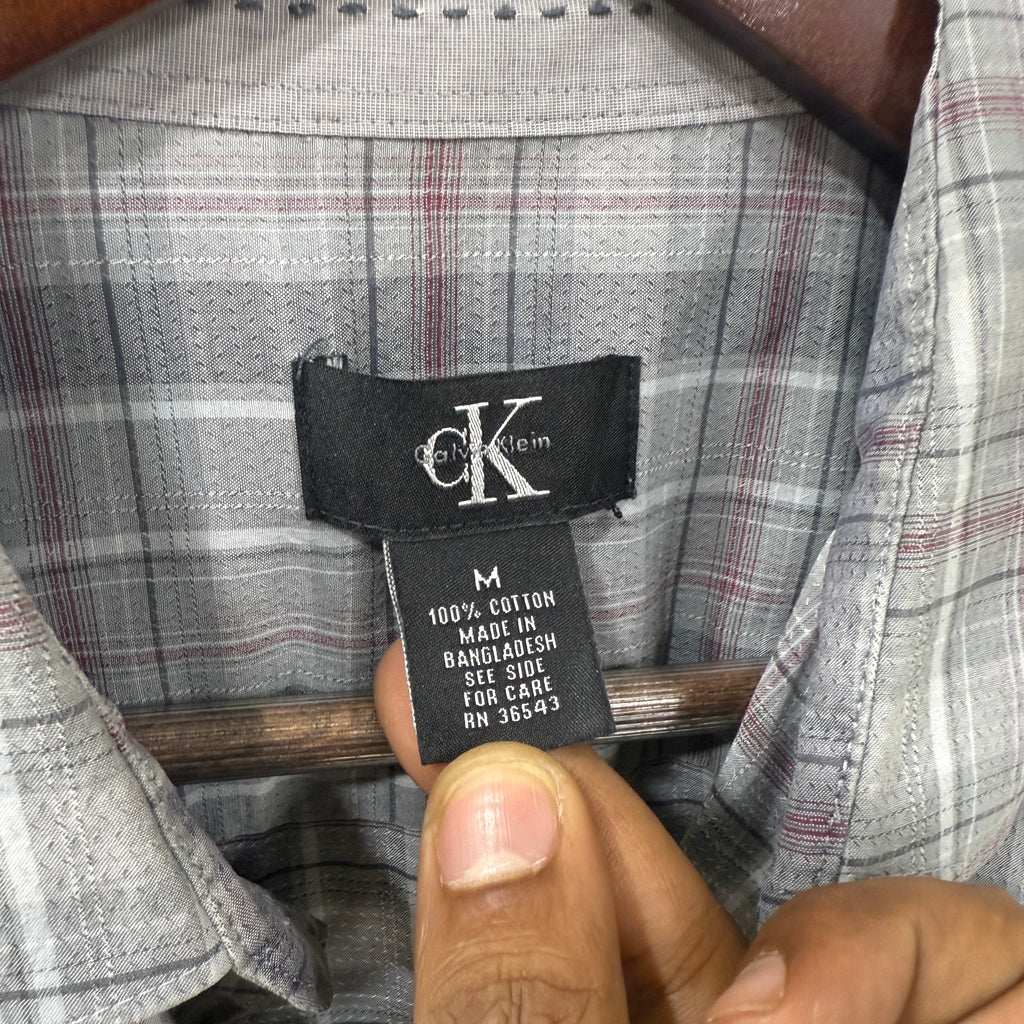 CK
Calvin Klein
M
100% COTTON
MADE IN
BANGLADESH
SEE SIDE
FOR CARE
RN 36543